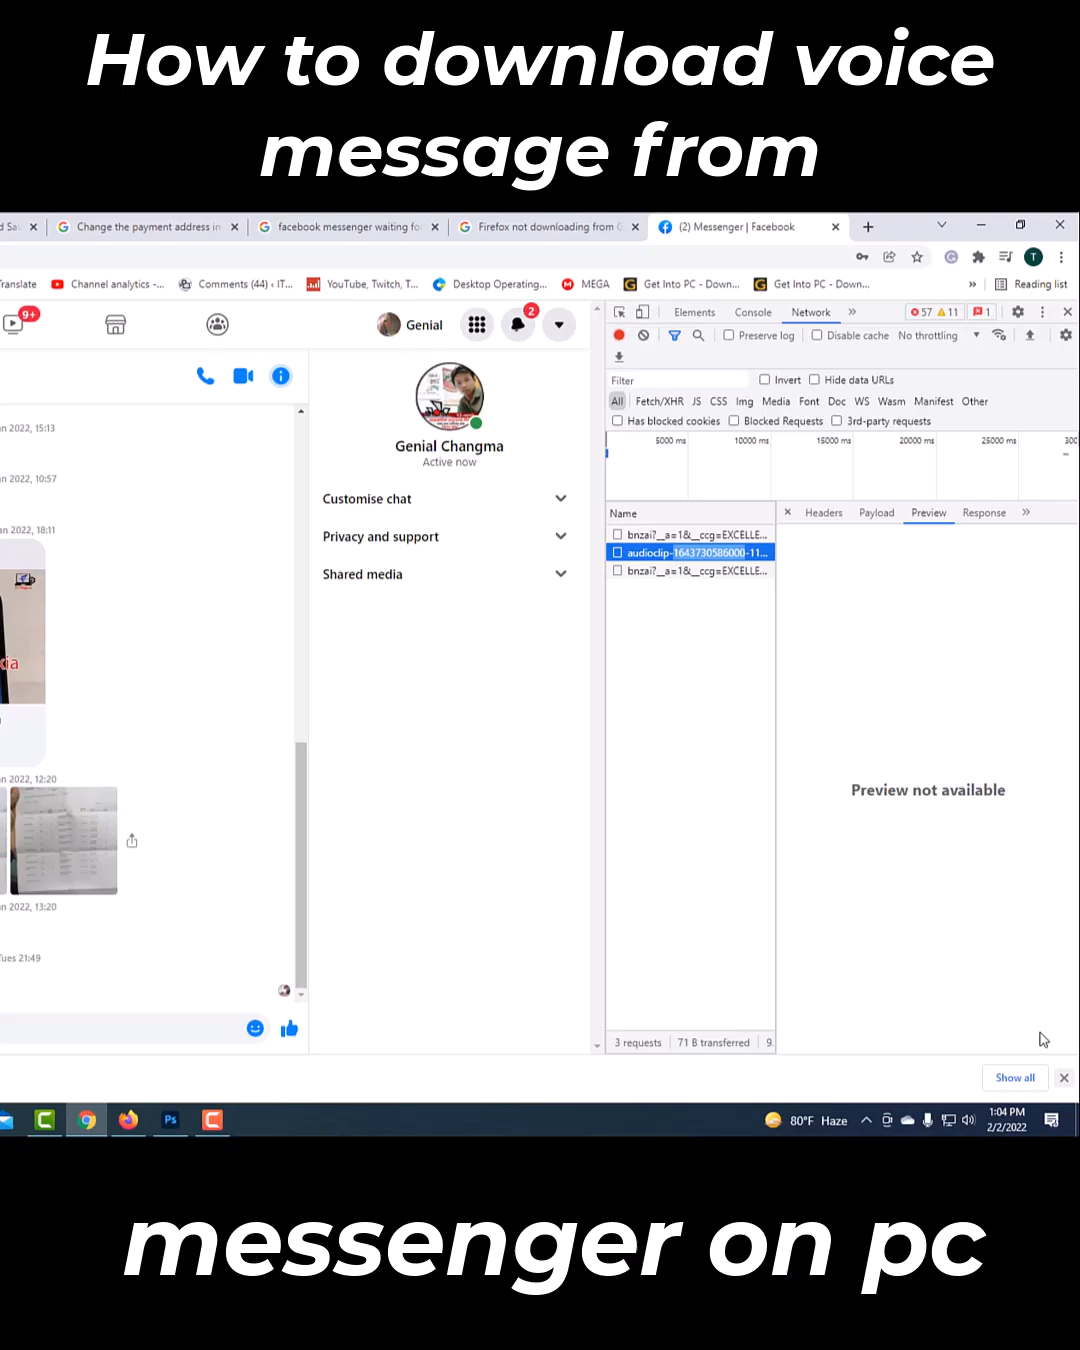 How to download voice
message from
Change the payment address in
facebook messenger waiting fo
Firefox not downloading from
(2) Messenger | Facebook
T
ranslate
Channel analytics -...
Comments (44) ‹ IT...
YouTube, Twitch, T...
Desktop Operating...
MEGA
Get Into PC - Down...
Get Into PC - Down...
»
Reading list
9+
Genial
2
Elements
Console
Network
»
57
11
1
Preserve log
Disable cache
No throttling
Filter
Invert
Hide data URLs
All
Fetch/XHR
JS
CSS
Img
Media
Font
Doc
WS
Wasm
Manifest
Other
Has blocked cookies
Blocked Requests
3rd-party requests
5000 ms
10000 ms
15000 ms
20000 ms
25000 ms
300
Name
Headers
Payload
Preview
Response
»
bnzai?__a=1&__ccg=EXCELLE...
audioclip-1643730586000-11...
bnzai?__a=1&__ccg=EXCELLE...
Preview not available
Genial Changma
Active now
Customise chat
Privacy and support
Shared media
n 2022, 15:13
n 2022, 10:57
n 2022, 18:11
kia
n 2022, 12:20
n 2022, 13:20
Tues 21:49
3 requests
71 B transferred
9.
Show all
Ps
80°F Haze
1:04 PM
2/2/2022
messenger on pc